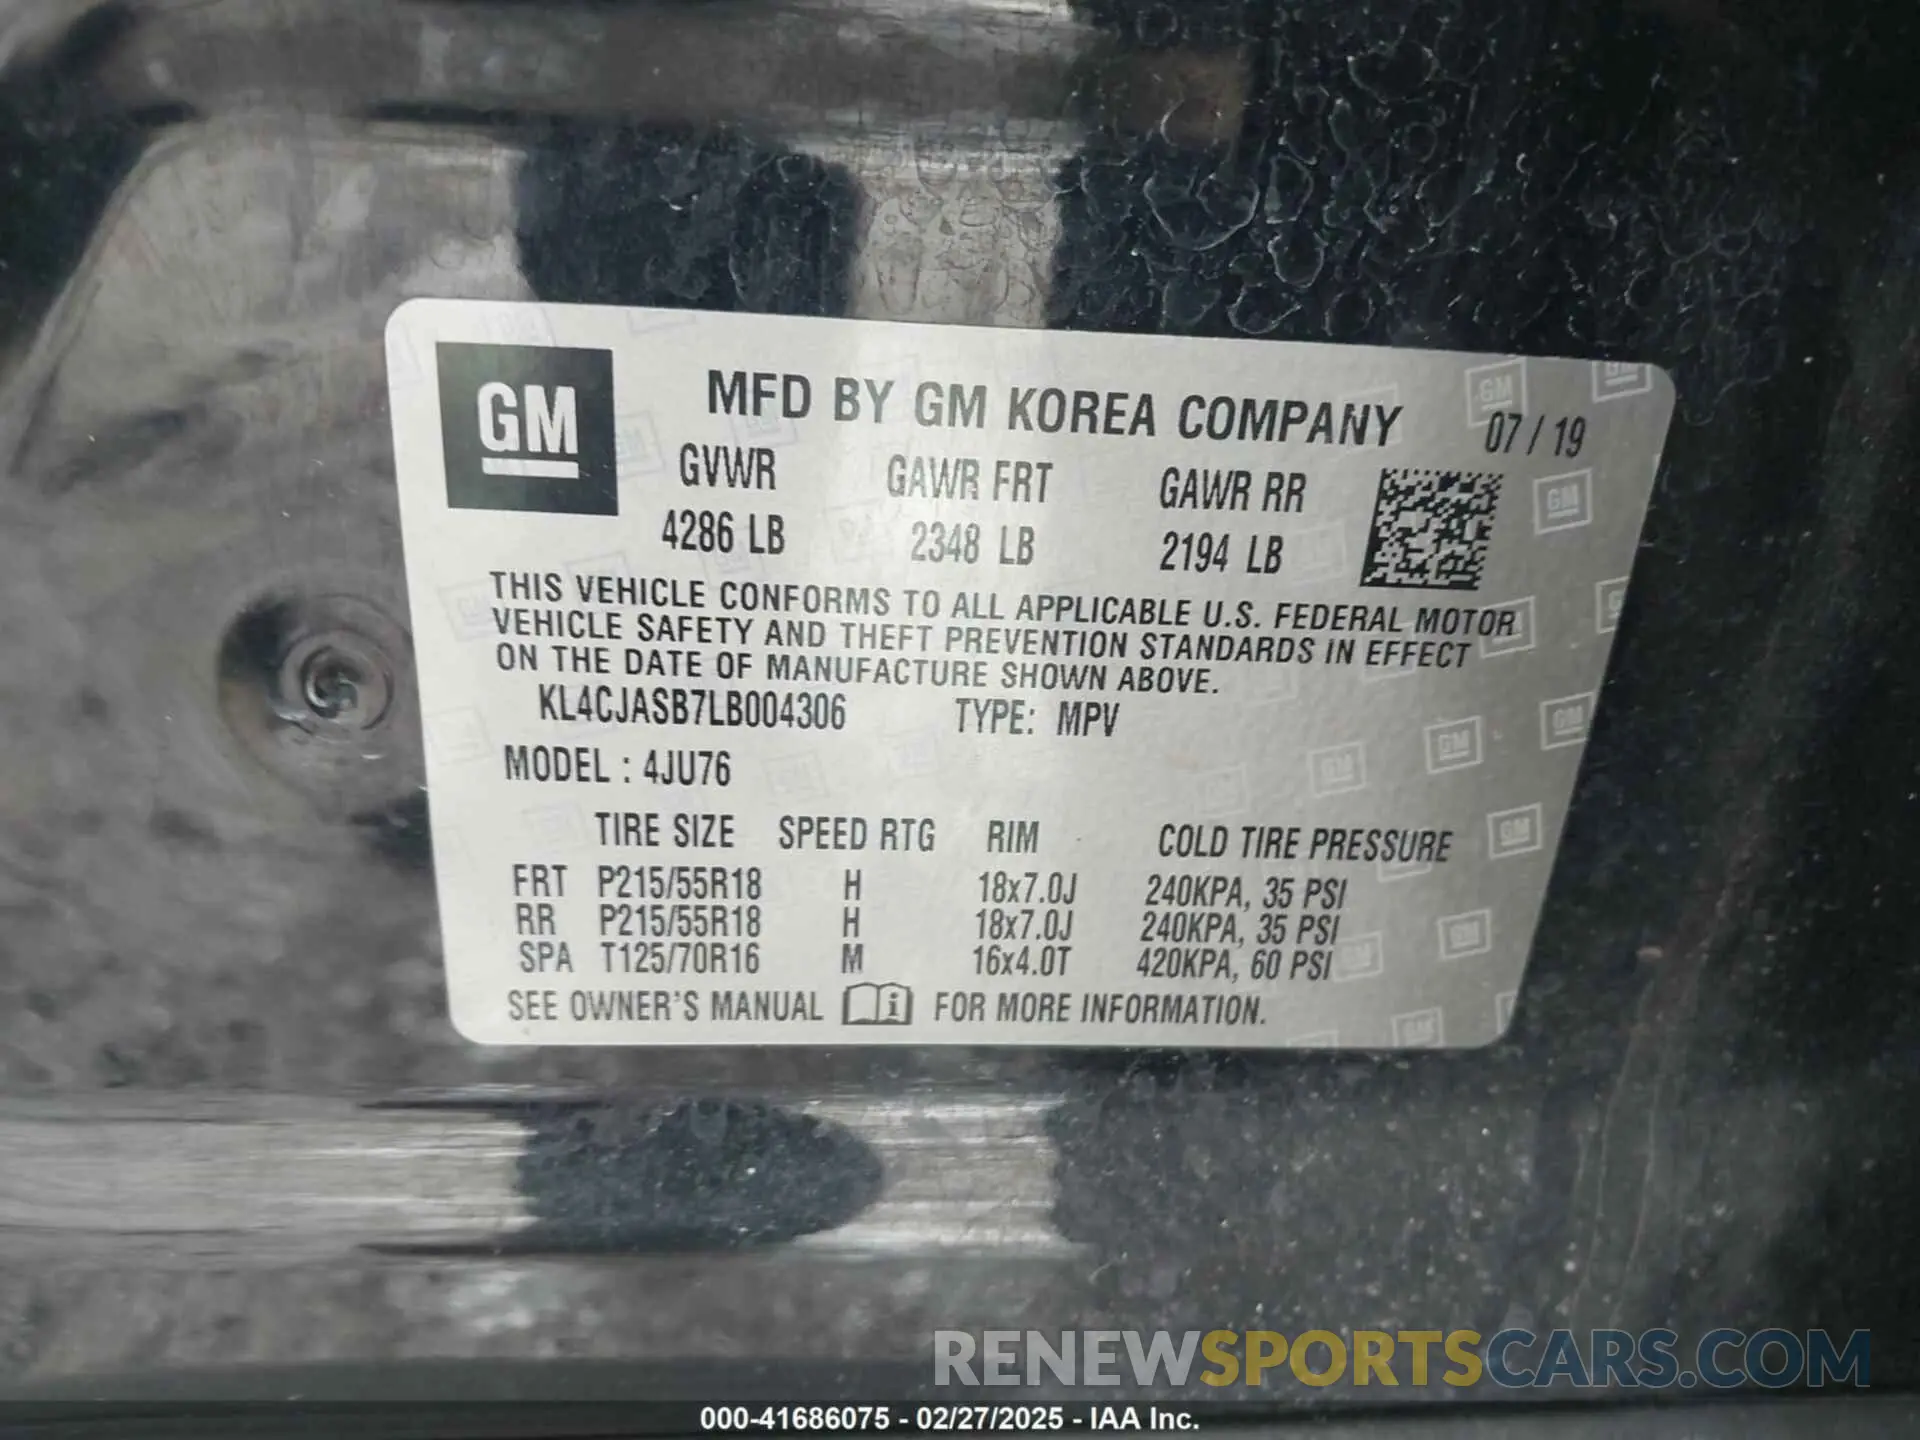 GM
MFD BY GM KOREA COMPANY 07 / 19
GVWR GAWR FRT GAWR RR
4286 LB 2348 LB 2194 LB
THIS VEHICLE CONFORMS TO ALL APPLICABLE U.S. FEDERAL MOTOR
VEHICLE SAFETY AND THEFT PREVENTION STANDARDS IN EFFECT
ON THE DATE OF MANUFACTURE SHOWN ABOVE.
KL4CJASB7LB004306 TYPE: MPV
MODEL : 4JU76
TIRE SIZE SPEED RTG RIM COLD TIRE PRESSURE
FRT P215/55R18 H 18x7.0J 240KPA, 35 PSI
RR P215/55R18 H 18x7.0J 240KPA, 35 PSI
SPA T125/70R16 M 16x4.0T 420KPA, 60 PSI
SEE OWNER'S MANUAL i FOR MORE INFORMATION.
RENEWSPORTSCARS.COM
000-41686075 - 02/27/2025 - IAA Inc.